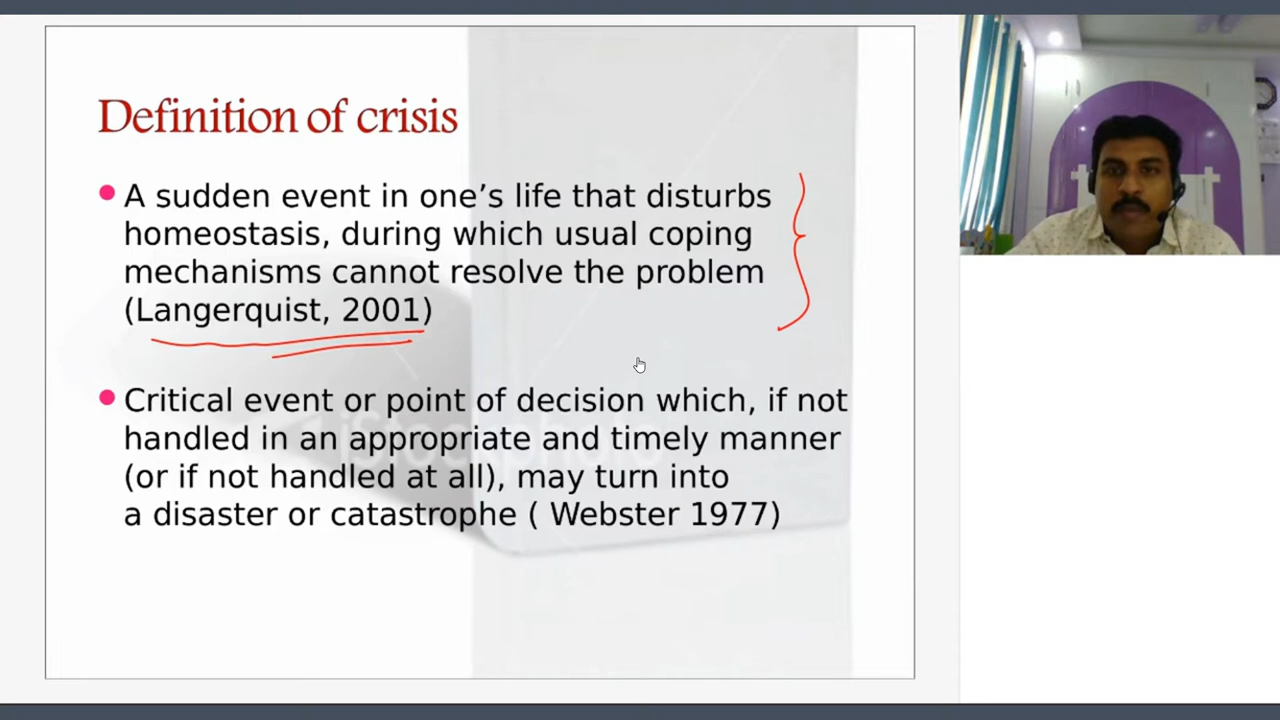 Definition of crisis
A sudden event in one’s life that disturbs
homeostasis, during which usual coping
mechanisms cannot resolve the problem
(Langerquist, 2001)
Critical event or point of decision which, if not
handled in an appropriate and timely manner
(or if not handled at all), may turn into
a disaster or catastrophe ( Webster 1977)